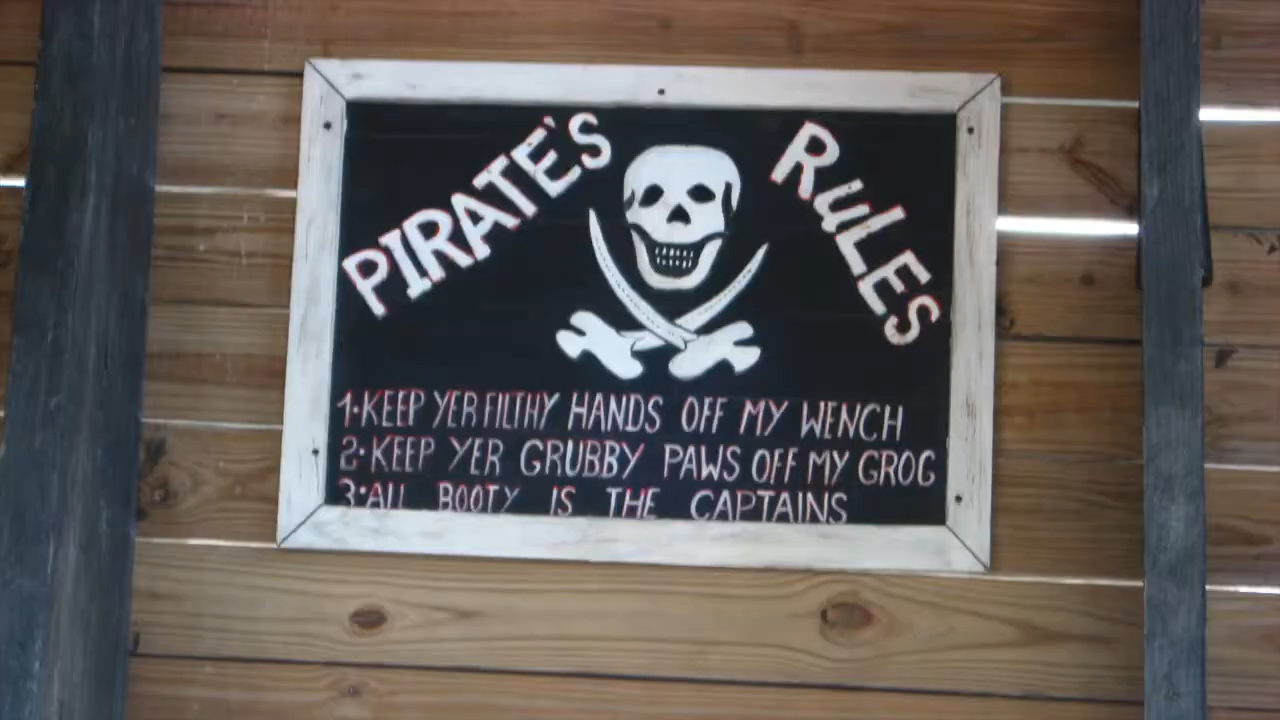 PIRATE'S RULES
1·KEEP YER FILTHY HANDS OFF MY WENCH
2·KEEP YER GRUBBY PAWS OFF MY GROG
3·ALL BOOTY IS THE CAPTAINS